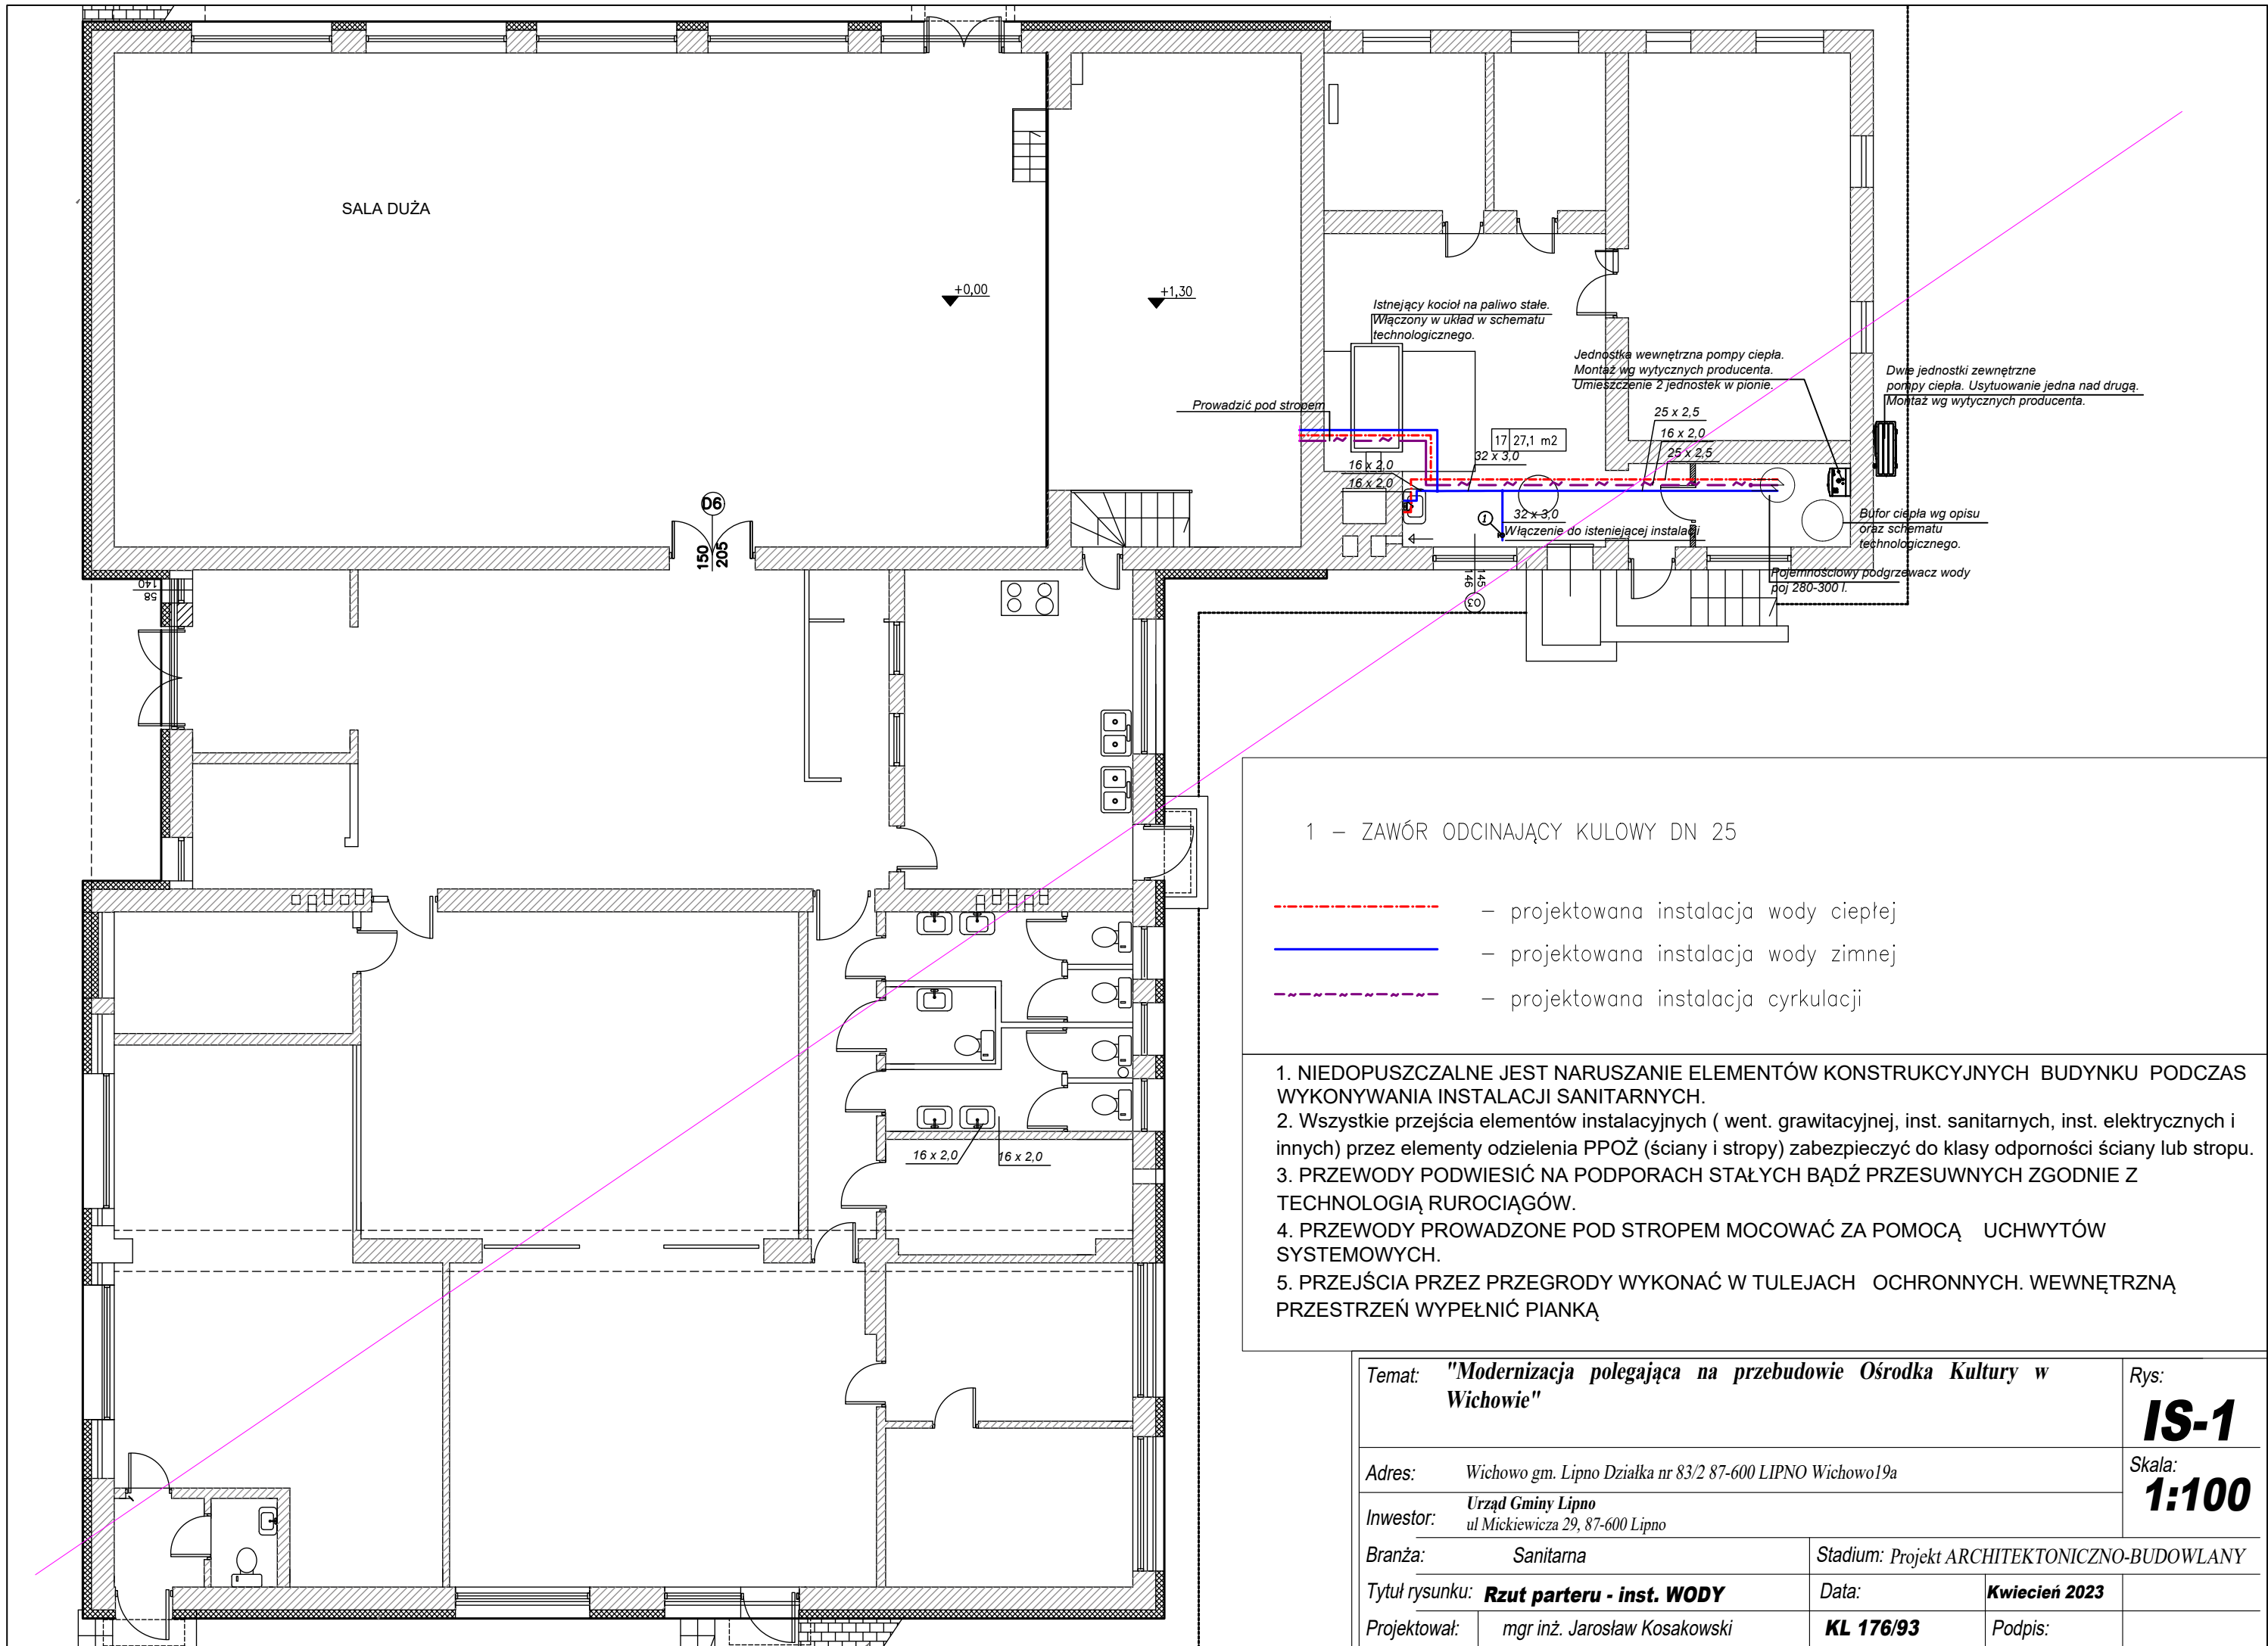 SALA DUŻA
+0,00
+1,30
Istnejący kocioł na paliwo stałe.
Włączony w układ w schematu
technologicznego.
Jednostka wewnętrzna pompy ciepła.
Montaż wg wytycznych producenta.
Umieszczenie 2 jednostek w pionie.
Dwie jednostki zewnętrzne
pompy ciepła. Usytuowanie jedna nad drugą.
Montaż wg wytycznych producenta.
Prowadzić pod stropem
25 x 2,5
16 x 2,0
25 x 2,5
17 27,1 m2
32 x 3,0
16 x 2,0
16 x 2,0
1
32 x 3,0
Włączenie do isteniejącej instalacji
Bufor ciepła wg opisu
oraz schematu
technologicznego.
Pojemnościowy podgrzewacz wody
poj 280-300 l.
D6
150
205
140
58
145
146
03
1 – ZAWÓR ODCINAJĄCY KULOWY DN 25
– projektowana instalacja wody ciepłej
– projektowana instalacja wody zimnej
– projektowana instalacja cyrkulacji
16 x 2,0
16 x 2,0
1. NIEDOPUSZCZALNE JEST NARUSZANIE ELEMENTÓW KONSTRUKCYJNYCH BUDYNKU PODCZAS
WYKONYWANIA INSTALACJI SANITARNYCH.
2. Wszystkie przejścia elementów instalacyjnych ( went. grawitacyjnej, inst. sanitarnych, inst. elektrycznych i
innych) przez elementy odzielenia PPOŻ (ściany i stropy) zabezpieczyć do klasy odporności ściany lub stropu.
3. PRZEWODY PODWIESIĆ NA PODPORACH STAŁYCH BĄDŹ PRZESUWNYCH ZGODNIE Z
TECHNOLOGIĄ RUROCIĄGÓW.
4. PRZEWODY PROWADZONE POD STROPEM MOCOWAĆ ZA POMOCĄ UCHWYTÓW
SYSTEMOWYCH.
5. PRZEJŚCIA PRZEZ PRZEGRODY WYKONAĆ W TULEJACH OCHRONNYCH. WEWNĘTRZNĄ
PRZESTRZEŃ WYPEŁNIĆ PIANKĄ
Temat: "Modernizacja polegająca na przebudowie Ośrodka Kultury w
Wichowie"
Rys:
IS-1
Adres: Wichowo gm. Lipno Działka nr 83/2 87-600 LIPNO Wichowo19a
Skala:
1:100
Inwestor: Urząd Gminy Lipno
ul Mickiewicza 29, 87-600 Lipno
Branża: Sanitarna Stadium: Projekt ARCHITEKTONICZNO-BUDOWLANY
Tytuł rysunku: Rzut parteru - inst. WODY Data: Kwiecień 2023
Projektował: mgr inż. Jarosław Kosakowski KL 176/93 Podpis: